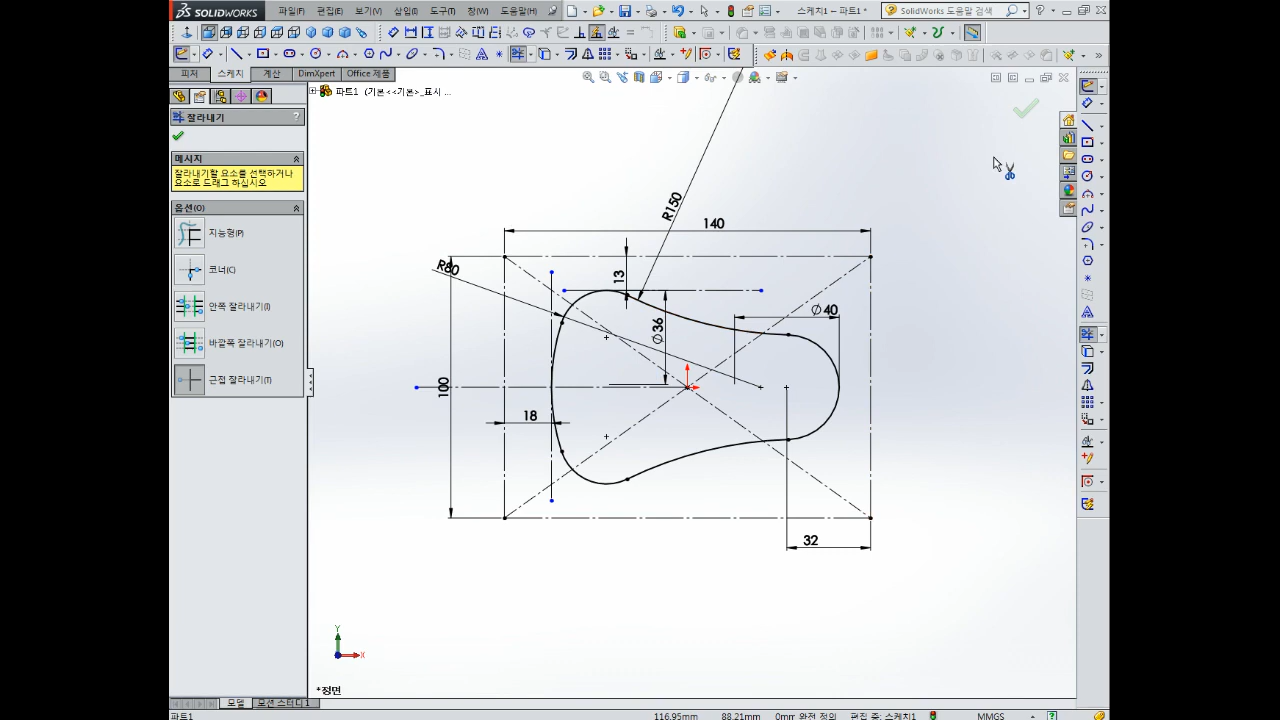 SOLIDWORKS 파일(F) 편집(E) 보기(V) 삽입(I) 도구(T) 창(W) 도움말(H) 스케치1 – 파트1 * SolidWorks 도움말 검색
피처 스케치 계산 DimXpert Office 제품
파트1 (기본<<기본>_표시 ...
잘라내기 ?
메시지
잘라내기할 요소를 선택하거나
요소로 드래그 하십시오
옵션(O)
지능형(P)
코너(C)
안쪽 잘라내기(I)
바깥쪽 잘라내기(O)
근접 잘라내기(T)
R150
140
R80
13
Ø36
Ø40
100
18
32
Y
X
*정면
모델 모션 스터디 1
파트1 116.95mm 88.21mm 0mm 완전 정의 편집 중: 스케치1 MMGS